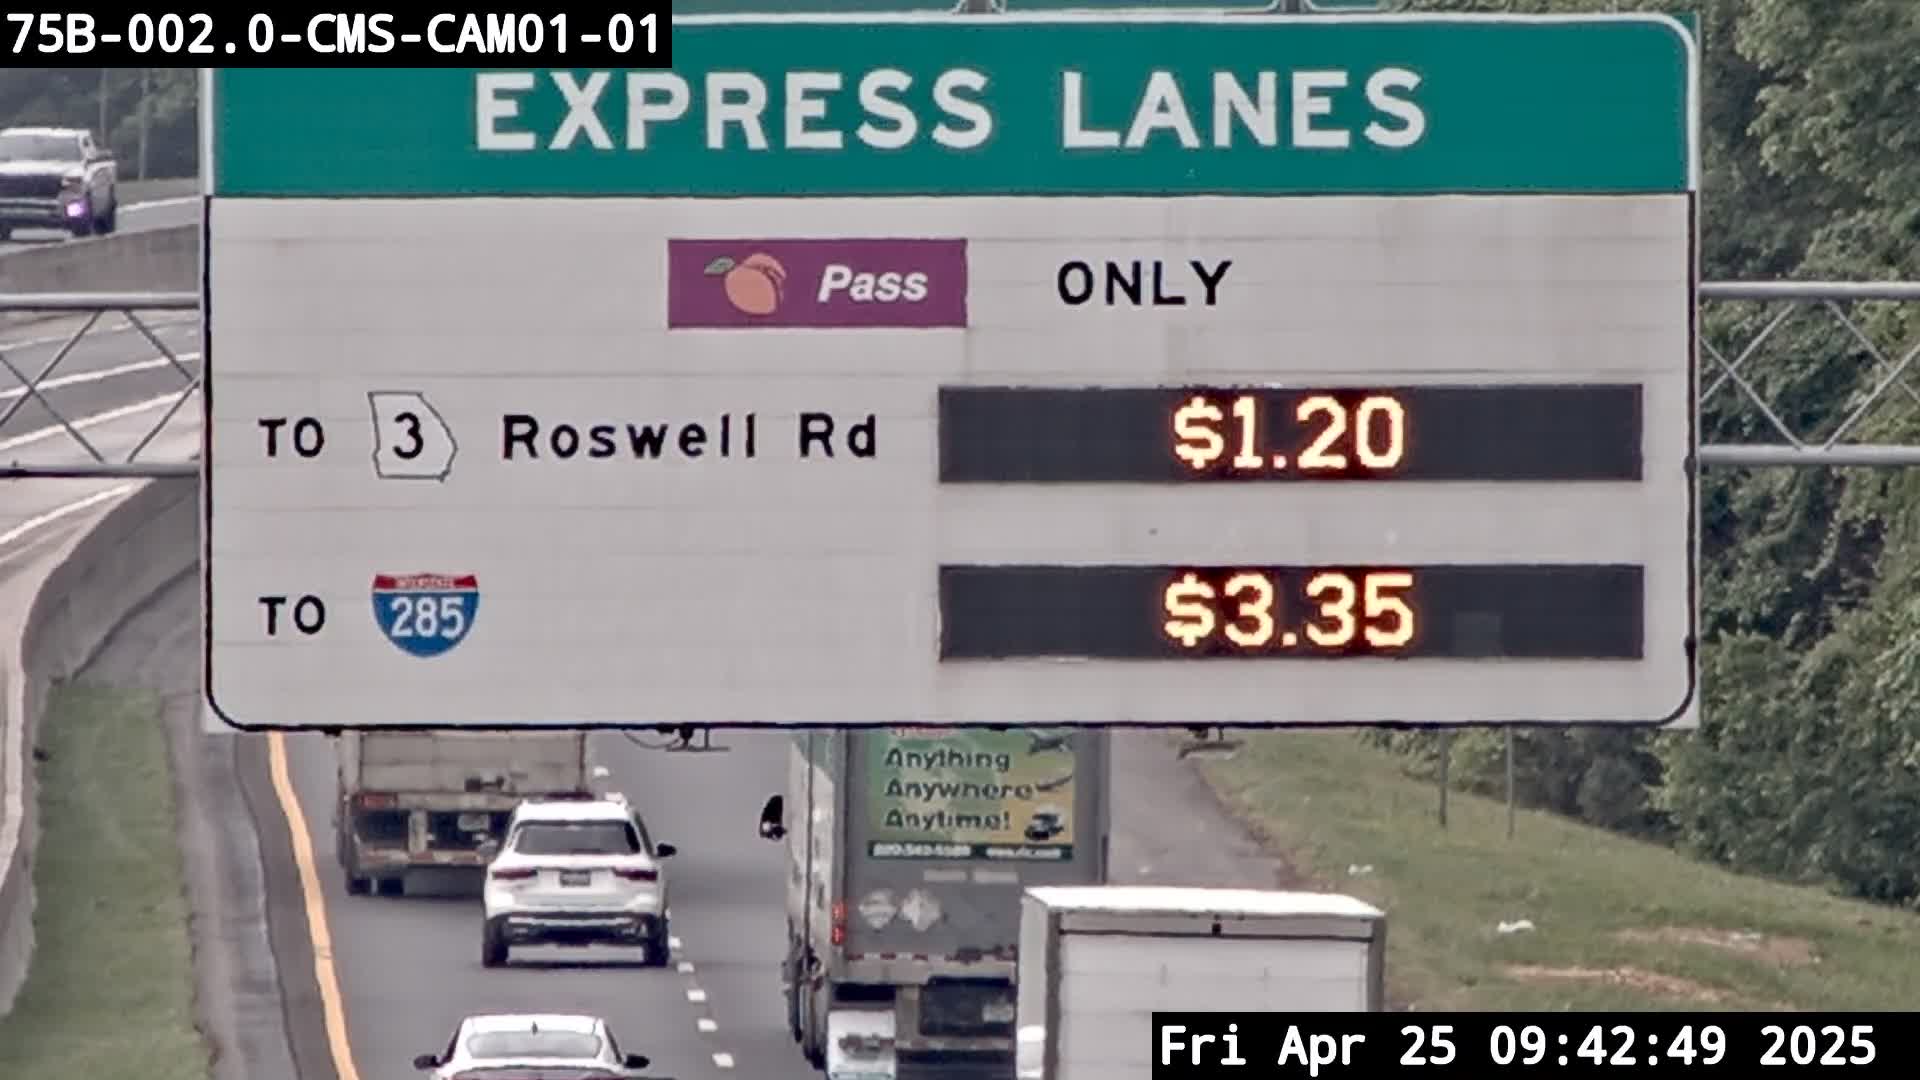 75B-002.0-CMS-CAM01-01
EXPRESS LANES
Pass ONLY
TO 3 Roswell Rd $1.20
TO INTERSTATE 285 $3.35
Anything
Anywhere
Anytime!
Fri Apr 25 09:42:49 2025